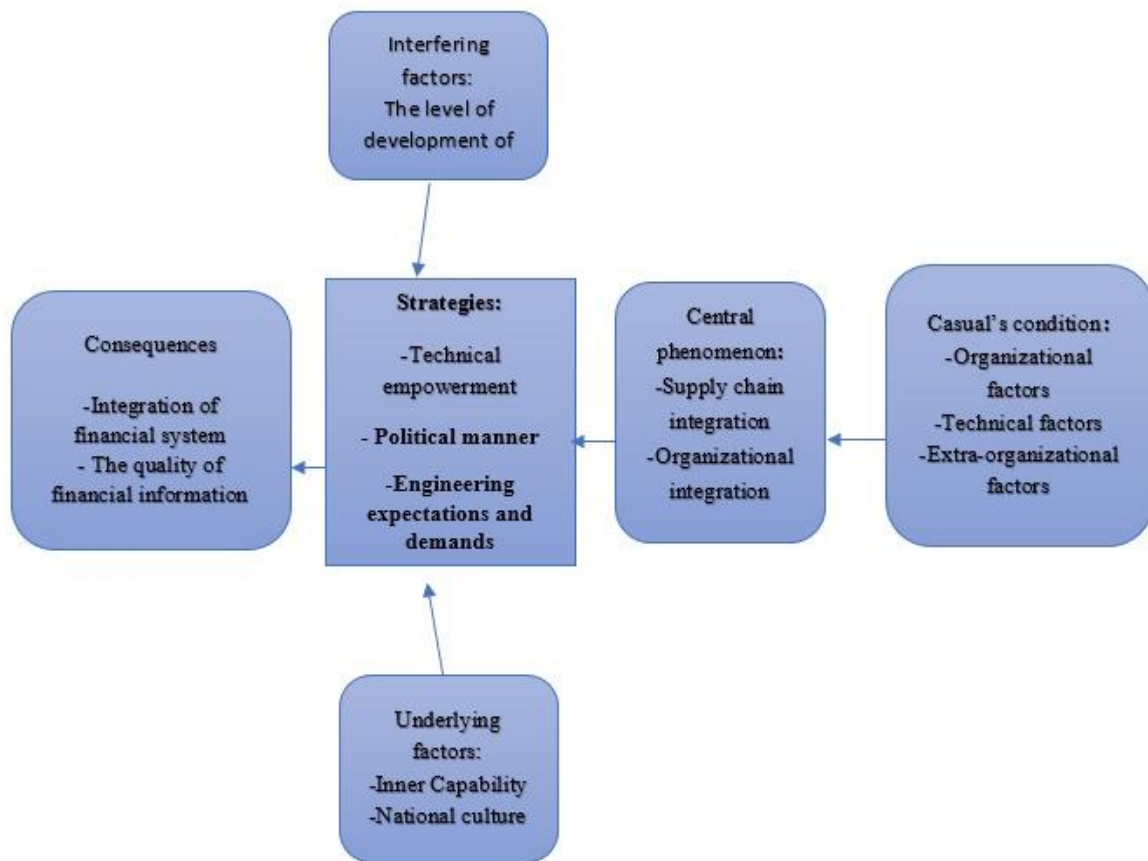 Interfering
factors:
The level of
development of
Consequences
-Integration of
financial system
- The quality of
financial information
Strategies:
-Technical
empowerment
- Political manner
-Engineering
expectations and
demands
Central
phenomenon:
-Supply chain
integration
-Organizational
integration
Casual’s condition:
-Organizational
factors
-Technical factors
-Extra-organizational
factors
Underlying
factors:
-Inner Capability
-National culture